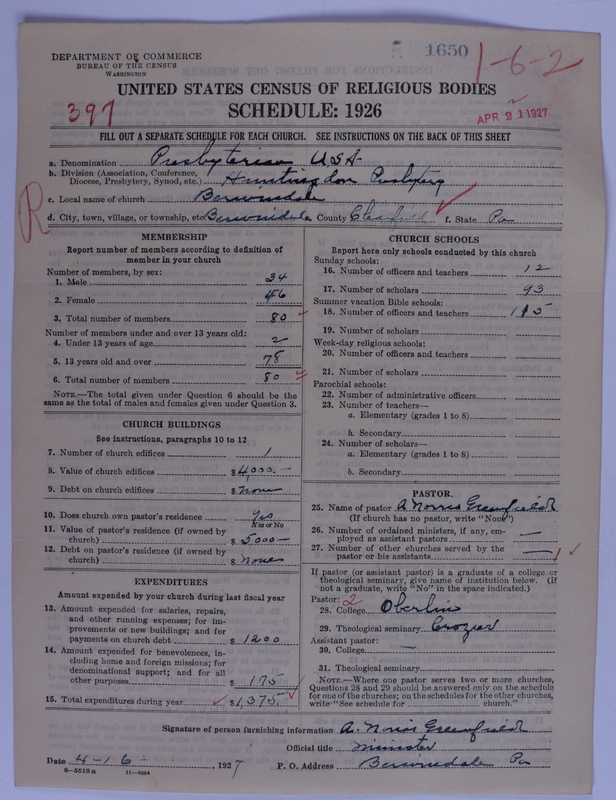 1650
1-6-2
DEPARTMENT OF COMMERCE
BUREAU OF THE CENSUS
WASHINGTON
UNITED STATES CENSUS OF RELIGIOUS BODIES
397
SCHEDULE: 1926
APR 21 1927
FILL OUT A SEPARATE SCHEDULE FOR EACH CHURCH. SEE INSTRUCTIONS ON THE BACK OF THIS SHEET
a. Denomination Presbyterian U.S.A.
b. Division (Association, Conference, Diocese, Presbytery, Synod, etc.) Huntingdon Presbytery
c. Local name of church Berwinsdale
d. City, town, village, or township, etc. Berwinsdale County Clearfield f. State Pa
R
MEMBERSHIP
Report number of members according to definition of
member in your church
Number of members, by sex:
1. Male 34
2. Female 46
3. Total number of members 80
Number of members under and over 13 years old:
4. Under 13 years of age 2
5. 13 years old and over 78
6. Total number of members 80
NOTE.—The total given under Question 6 should be
same as the total of males and females given under Question 3.
CHURCH BUILDINGS
See instructions, paragraphs 10 to 12
7. Number of church edifices 1
8. Value of church edifices $4,000.—
9. Debt on church edifices $None
10. Does church own pastor's residence Yes
Yes or No
11. Value of pastor's residence (if owned by
church) $5,000—
12. Debt on pastor's residence (if owned by
church) $None
EXPENDITURES
Amount expended by your church during last fiscal year
13. Amount expended for salaries, repairs,
and other running expenses; for im-
provements or new buildings; and for
payments on church debt $1200
14. Amount expended for benevolences, in-
cluding home and foreign missions; for
denominational support; and for all
other purposes $175
15. Total expenditures during year $1,375.
CHURCH SCHOOLS
Report here only schools conducted by this church
Sunday schools:
16. Number of officers and teachers 12
17. Number of scholars 93
Summer vacation Bible schools:
18. Number of officers and teachers
19. Number of scholars
Week-day religious schools:
20. Number of officers and teachers
21. Number of scholars
Parochial schools:
22. Number of administrative officers
23. Number of teachers—
a. Elementary (grades 1 to 8)
b. Secondary
24. Number of scholars—
a. Elementary (grades 1 to 8)
b. Secondary
PASTOR.
25. Name of pastor A Norris Greenfield
(If church has no pastor, write "None")
26. Number of ordained ministers, if any, em-
ployed as assistant pastors —
27. Number of other churches served by the
pastor or his assistants — 1
If pastor (or assistant pastor) is a graduate of a college or
theological seminary, give name of institution below. (If
not a graduate, write "No" in the space indicated.)
Pastor: 2
28. College Oberlin
29. Theological seminary Crozier
Assistant pastor:
30. College —
31. Theological seminary
NOTE.—Where one pastor serves two or more churches,
Questions 28 and 29 should be answered only on the schedule
for one of the churches; on the schedules for the other churches,
write "See schedule for church."
Signature of person furnishing information A. Norris Greenfield
Official title Minister
Date 4-16-, 1927 P. O. Address Berwinsdale Pa
8-5518a 11-9054